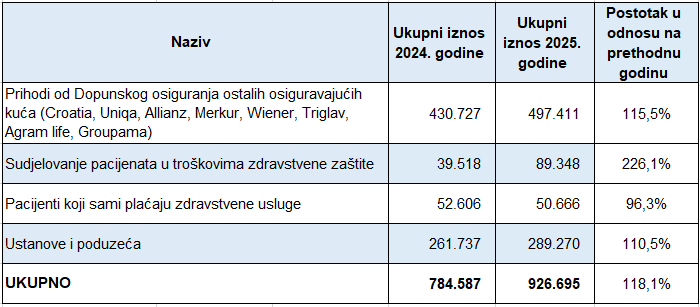 Naziv
Ukupni iznos
2024. godine
Ukupni
iznos 2025.
godine
Postotak u
odnosu na
prethodnu
godinu
Prihodi od Dopunskog osiguranja ostalih osiguravajućih
kuća (Croatia, Uniqa, Allianz, Merkur, Wiener, Triglav,
Agram life, Groupama)
430.727
497.411
115,5%
Sudjelovanje pacijenata u troškovima zdravstvene zaštite
39.518
89.348
226,1%
Pacijenti koji sami plaćaju zdravstvene usluge
52.606
50.666
96,3%
Ustanove i poduzeća
261.737
289.270
110,5%
UKUPNO
784.587
926.695
118,1%